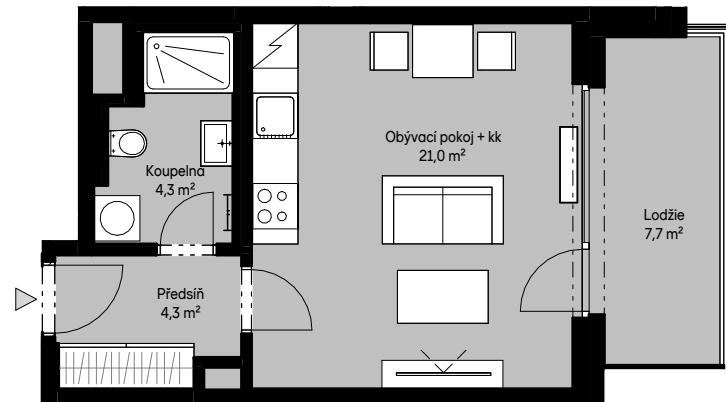 Obývací pokoj + kk
21,0 m²
Koupelna
4,3 m²
Lodžie
7,7 m²
Předsíň
4,3 m²